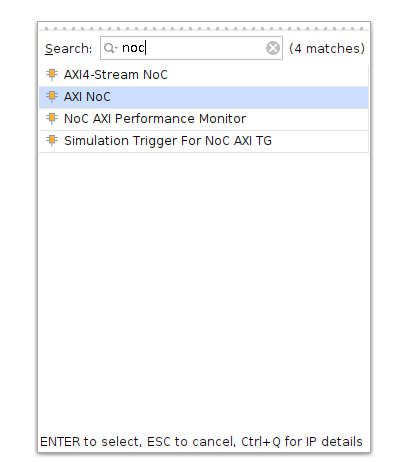 Search: noc (4 matches)
AXI4-Stream NoC
AXI NoC
NoC AXI Performance Monitor
Simulation Trigger For NoC AXI TG
ENTER to select, ESC to cancel, Ctrl+Q for IP details